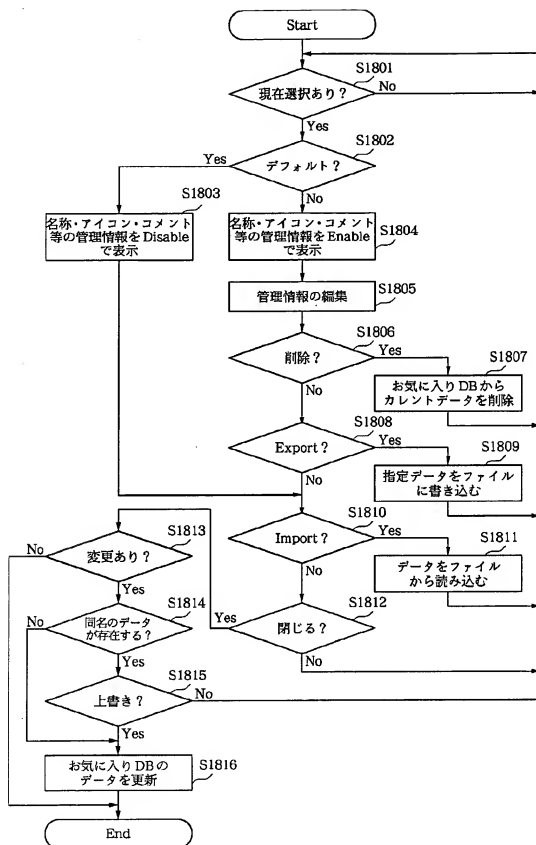 Start
S1801
現在選択あり?
No
Yes
S1802
デフォルト?
Yes
No
S1803
名称・アイコン・コメント
等の管理情報をDisable
で表示
名称・アイコン・コメント
等の管理情報をEnable
で表示
S1804
管理情報の編集
S1805
S1806
削除?
Yes
No
S1807
お気に入りDBから
カレントデータを削除
S1808
Export?
Yes
No
S1809
指定データをファイル
に書き込む
S1810
Import?
Yes
No
S1811
データをファイル
から読み込む
S1812
閉じる?
Yes
No
S1813
変更あり?
No
Yes
S1814
同名のデータ
が存在する?
No
Yes
S1815
上書き?
No
Yes
お気に入りDBの
データを更新
S1816
End